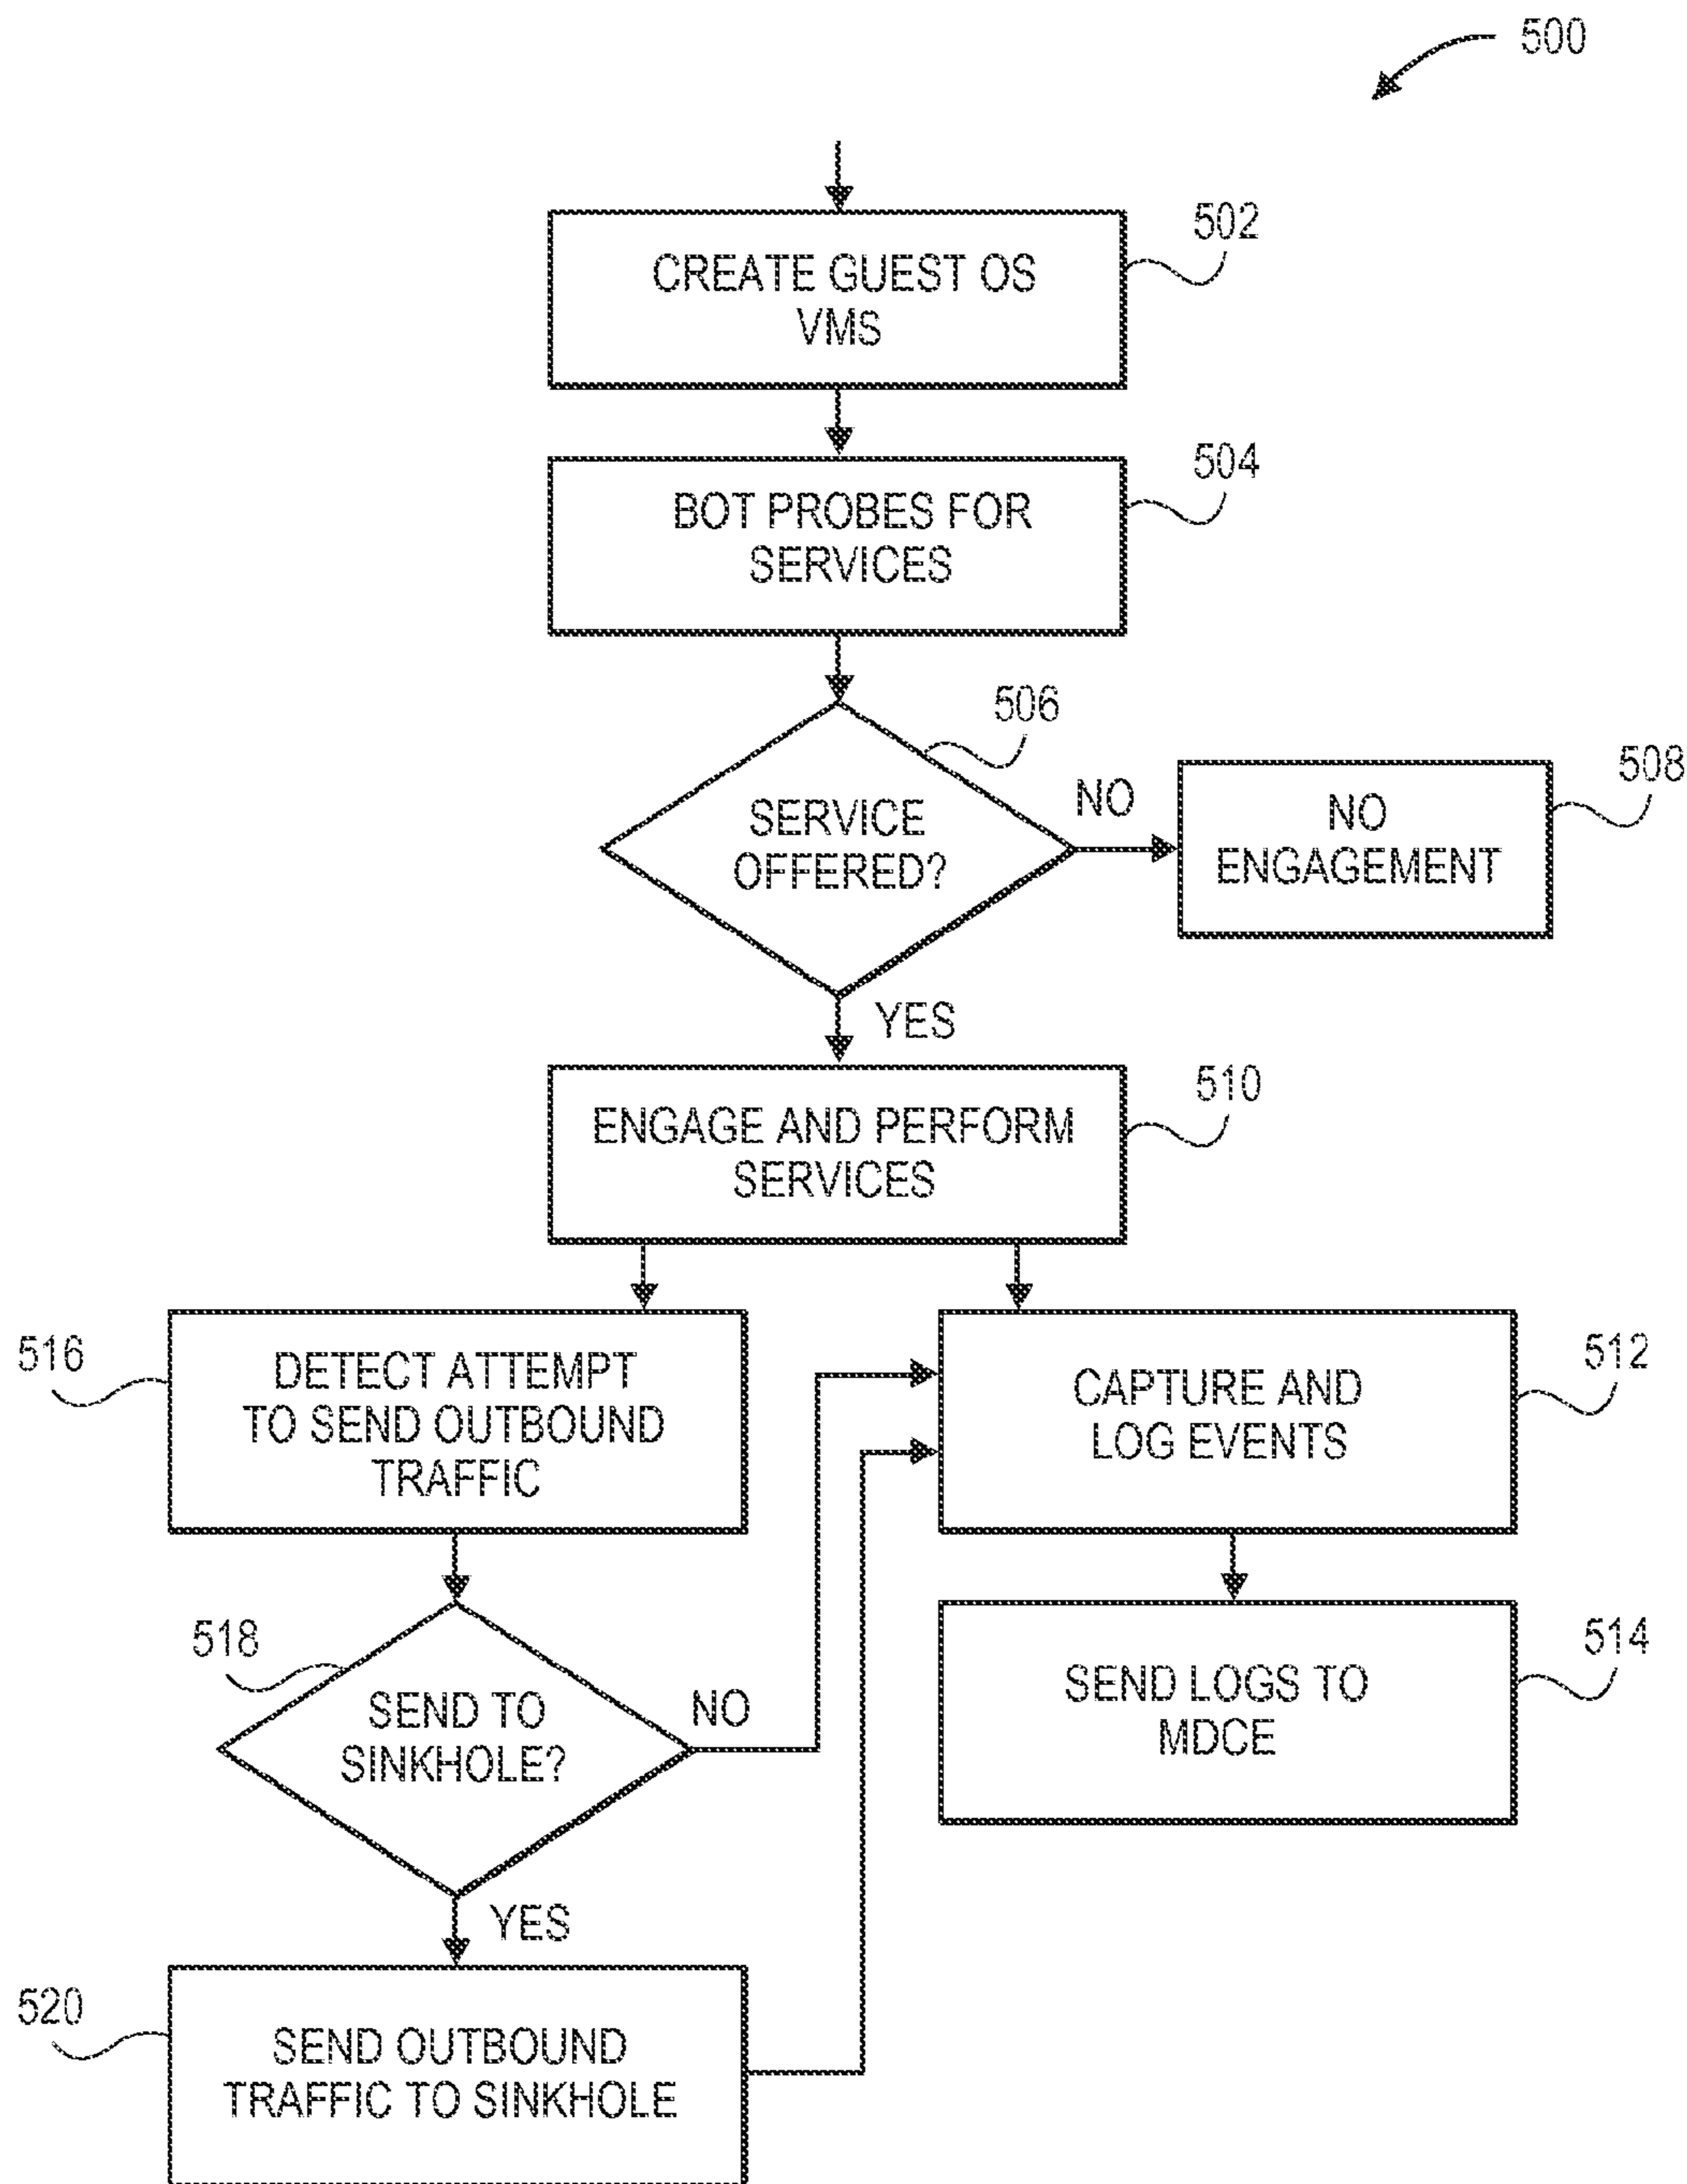 500
CREATE GUEST OS
VMS
502
BOT PROBES FOR
SERVICES
504
506
SERVICE
OFFERED?
NO
NO
ENGAGEMENT
508
YES
ENGAGE AND PERFORM
SERVICES
510
516
DETECT ATTEMPT
TO SEND OUTBOUND
TRAFFIC
CAPTURE AND
LOG EVENTS
512
518
SEND TO
SINKHOLE?
NO
SEND LOGS TO
MDCE
514
YES
520
SEND OUTBOUND
TRAFFIC TO SINKHOLE